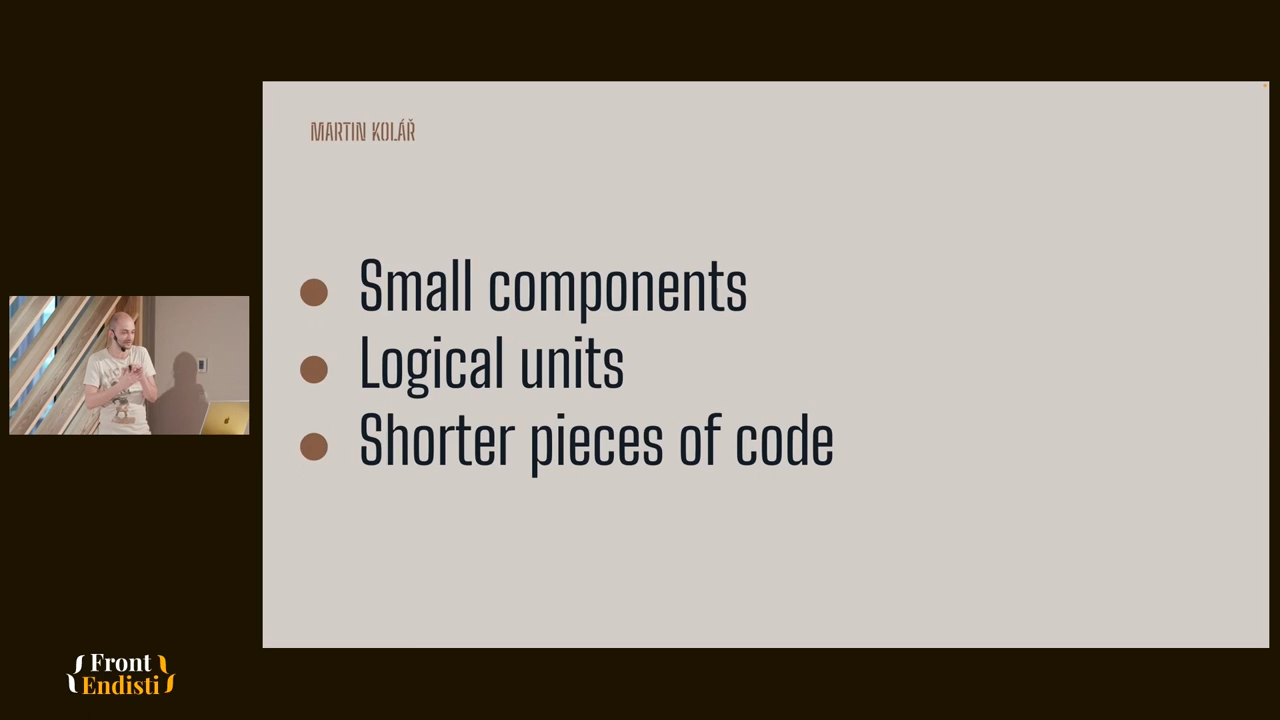 MARTIN KOLÁŘ
Small components
Logical units
Shorter pieces of code
{Front}
{Endisti}